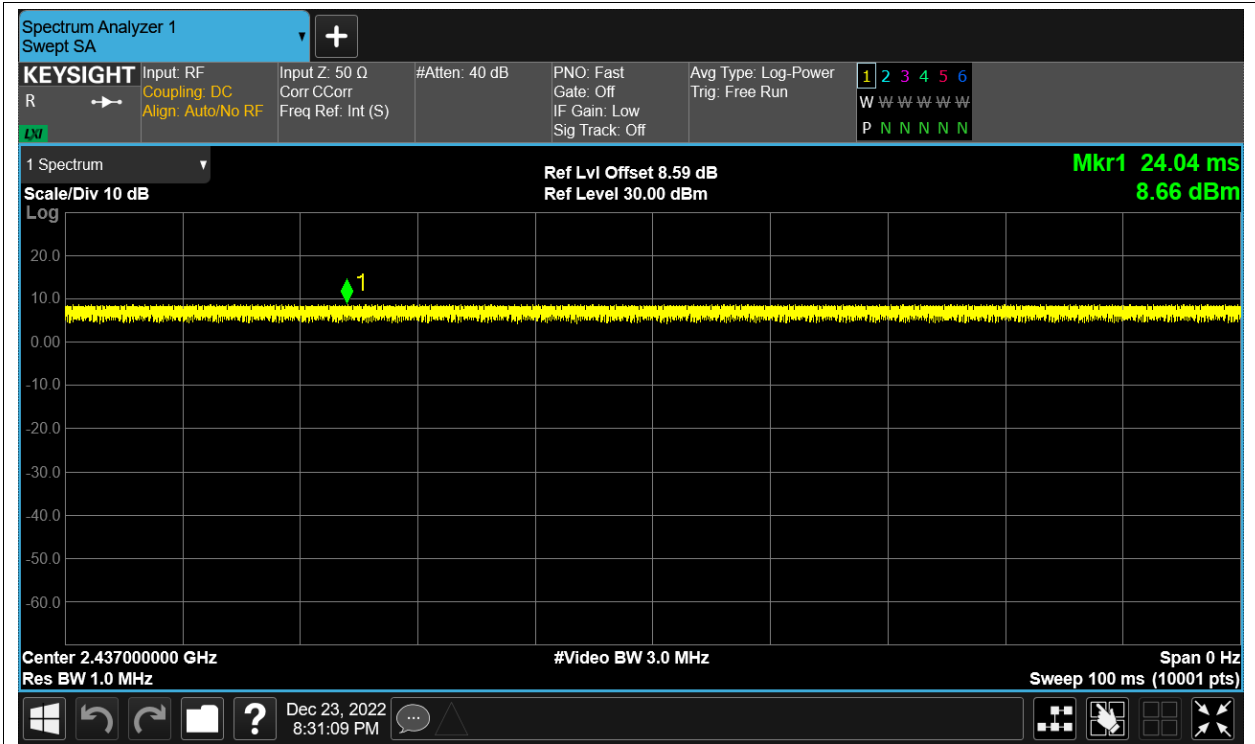 Spectrum Analyzer 1
Swept SA
KEYSIGHT
R
LXI
Input: RF
Coupling: DC
Align: Auto/No RF
Input Z: 50 Ω
Corr CCorr
Freq Ref: Int (S)
#Atten: 40 dB
PNO: Fast
Gate: Off
IF Gain: Low
Sig Track: Off
Avg Type: Log-Power
Trig: Free Run
1 2 3 4 5 6
W W W W W W
P N N N N N
1 Spectrum
Scale/Div 10 dB
Log
Ref Lvl Offset 8.59 dB
Ref Level 30.00 dBm
Mkr1 24.04 ms
8.66 dBm
20.0
1
10.0
0.00
-10.0
-20.0
-30.0
-40.0
-50.0
-60.0
Center 2.437000000 GHz
Res BW 1.0 MHz
#Video BW 3.0 MHz
Span 0 Hz
Sweep 100 ms (10001 pts)
?
Dec 23, 2022
8:31:09 PM